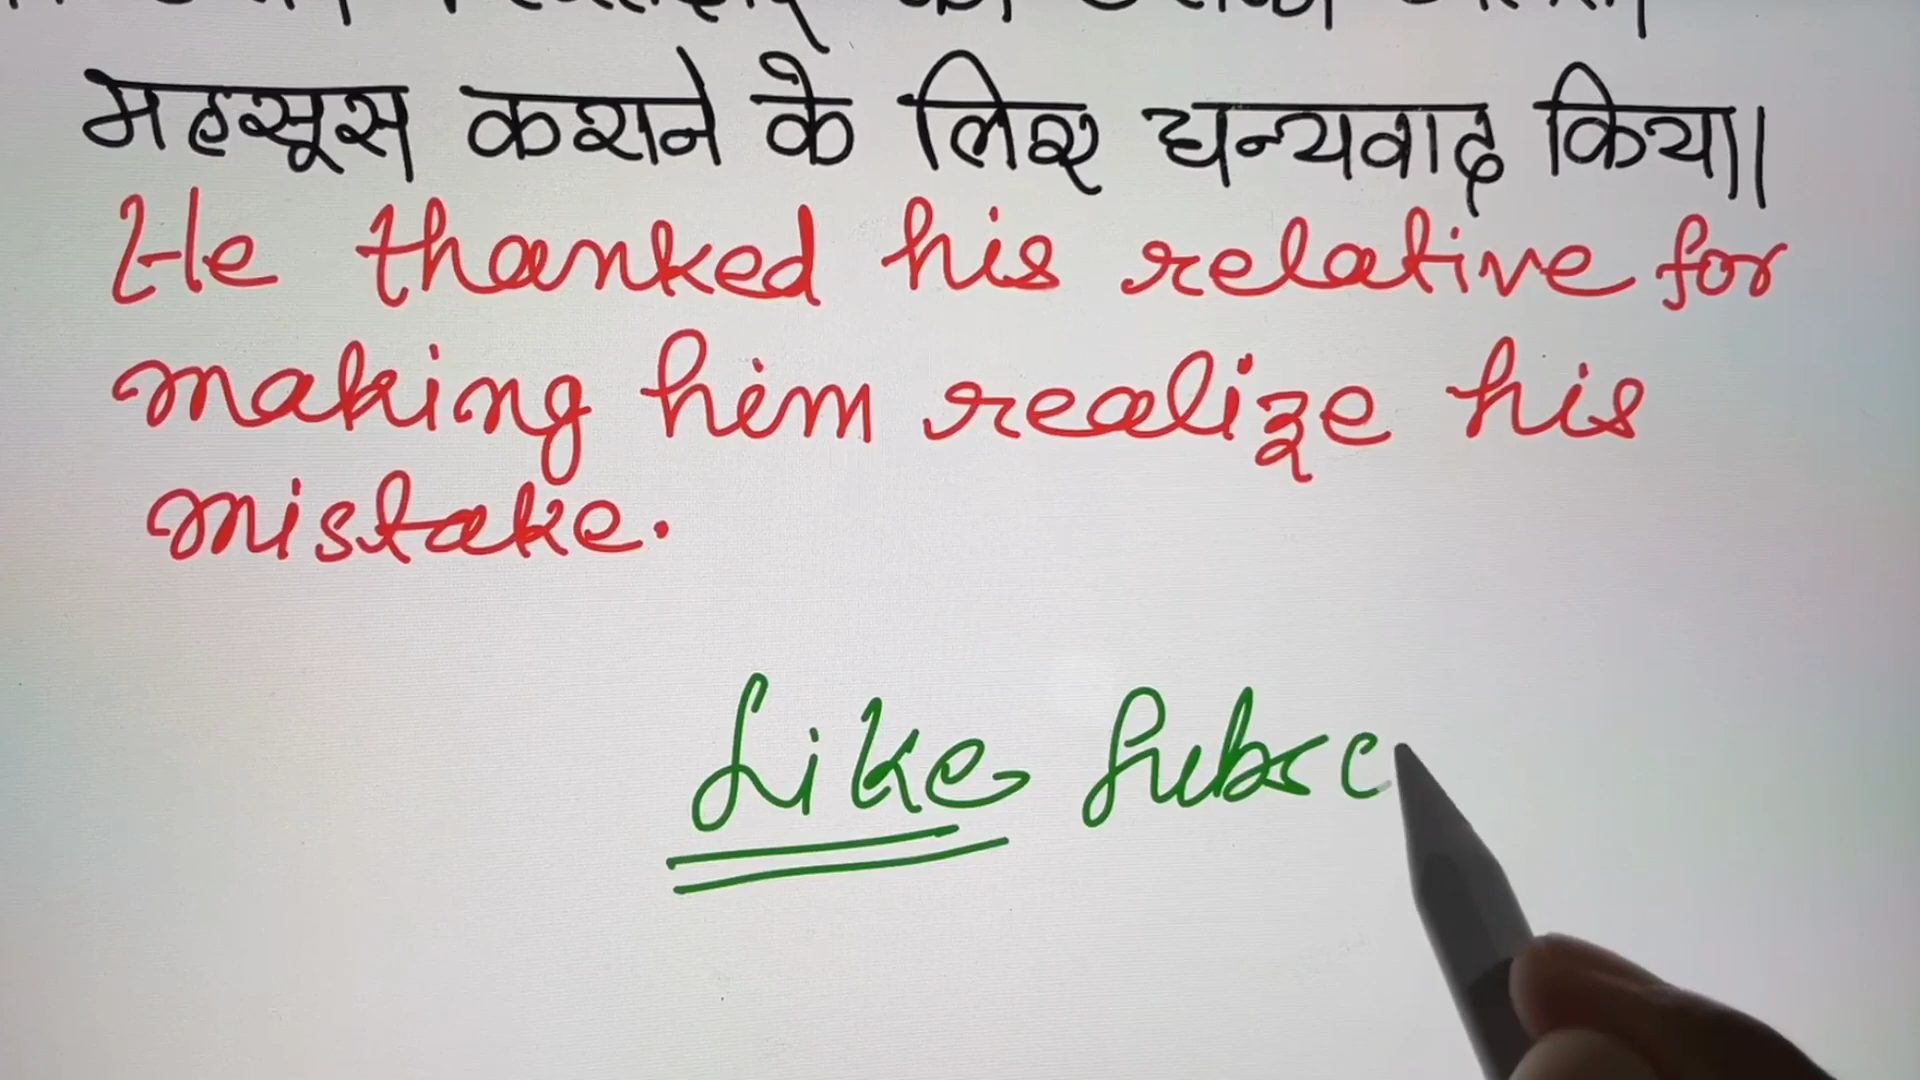 महसूस कराने के लिए धन्यवाद किया।
He thanked his relative for
making him realize his
mistake.
Like Subsc